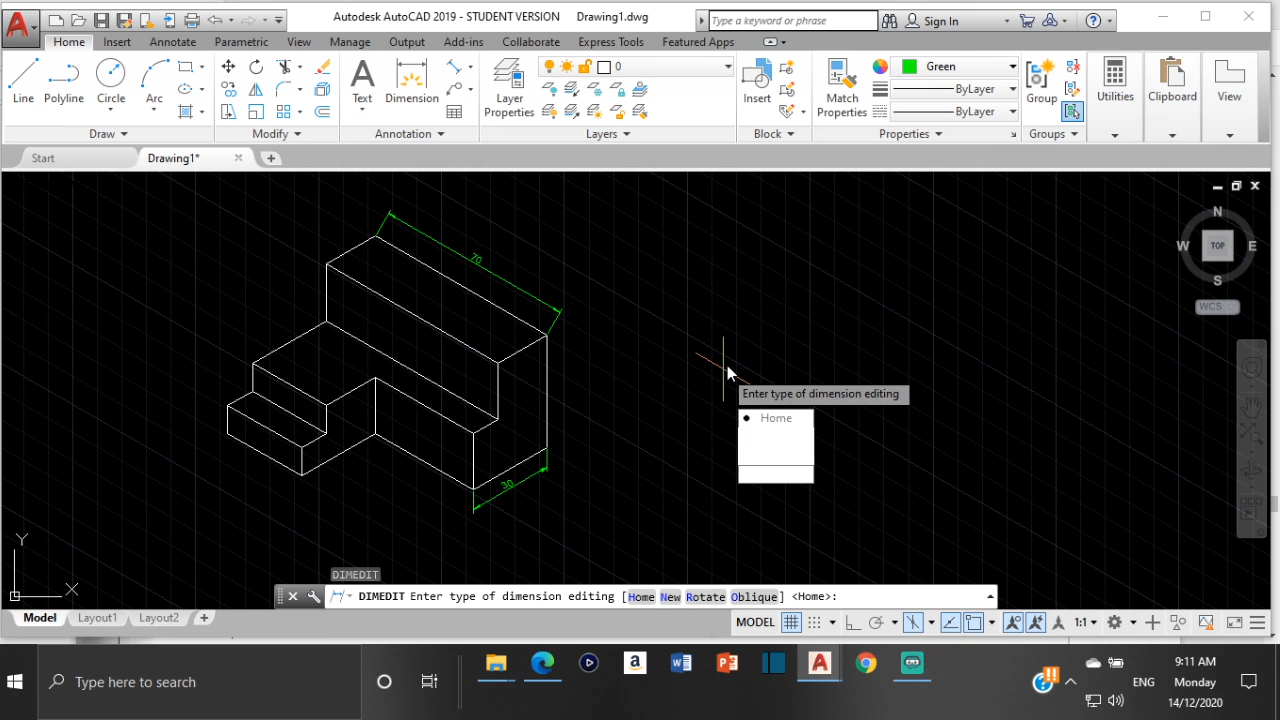 Autodesk AutoCAD 2019 - STUDENT VERSION Drawing1.dwg
Type a keyword or phrase
Sign In
Home Insert Annotate Parametric View Manage Output Add-ins Collaborate Express Tools Featured Apps
0
Green
ByLayer
ByLayer
Line Polyline Circle Arc
Text Dimension
Layer Properties
Insert
Match Properties
Group
Utilities
Clipboard
View
Draw Modify Annotation Layers Block Properties Groups
Start Drawing1*
N
W TOP E
S
WCS
70
30
Enter type of dimension editing
Home
Y
X
DIMEDIT
DIMEDIT Enter type of dimension editing [Home New Rotate Oblique] <Home>:
Model Layout1 Layout2
MODEL
1:1
Type here to search
ENG
9:11 AM
Monday
14/12/2020